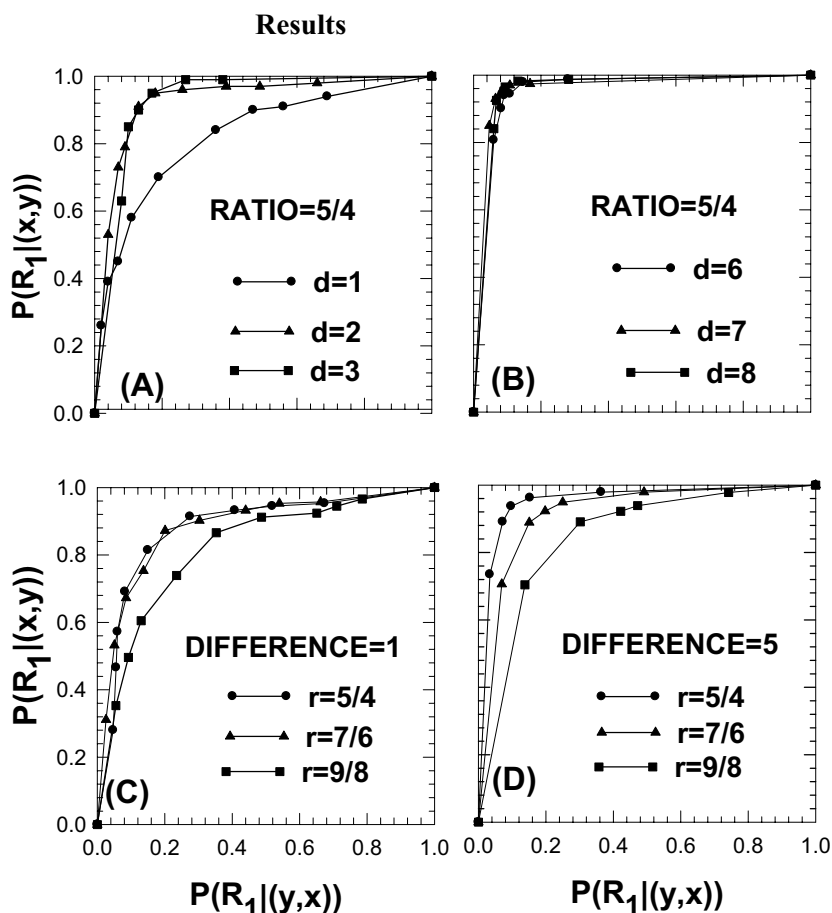 Results
1.0
0.8
0.6
0.4
0.2
0.0
P(R1|(x,y))
RATIO=5/4
d=1
d=2
d=3
(A)
RATIO=5/4
d=6
d=7
d=8
(B)
1.0
0.8
0.6
0.4
0.2
0.0
P(R1|(x,y))
DIFFERENCE=1
r=5/4
r=7/6
r=9/8
(C)
0.0 0.2 0.4 0.6 0.8 1.0
P(R1|(y,x))
DIFFERENCE=5
r=5/4
r=7/6
r=9/8
(D)
0.0 0.2 0.4 0.6 0.8 1.0
P(R1|(y,x))